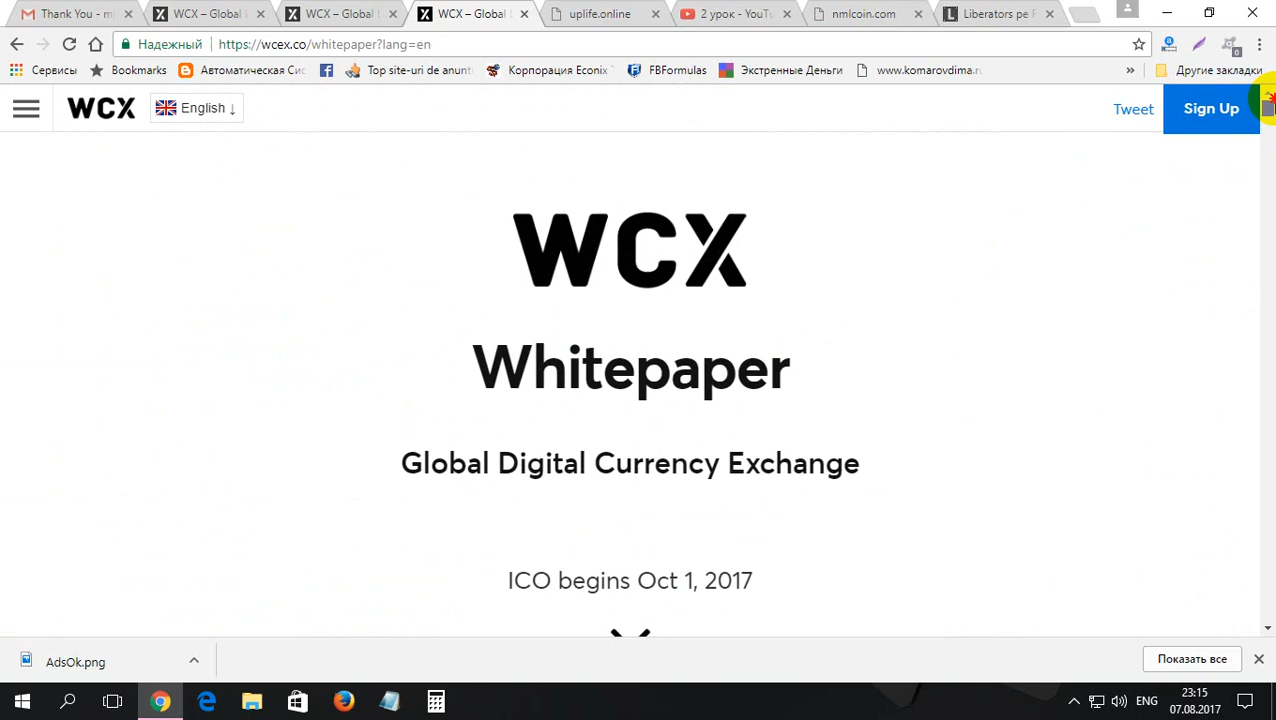 Thank You - mi
WCX – Global
WCX – Global
WCX – Global
uplife.online
2 урок - YouTu
nmlcoin.com
Liberators pe F
Надежный
https://wcex.co/whitepaper?lang=en
Сервисы
Bookmarks
Автоматическая Сис
Top site-uri de anunt
Корпорация Econix
FBFormulas
Экстренные Деньги
www.komarovdima.ru
»
Другие закладки
WCX
English ↓
Tweet
Sign Up
WCX
Whitepaper
Global Digital Currency Exchange
ICO begins Oct 1, 2017
AdsOk.png
Показать все
ENG
23:15
07.08.2017